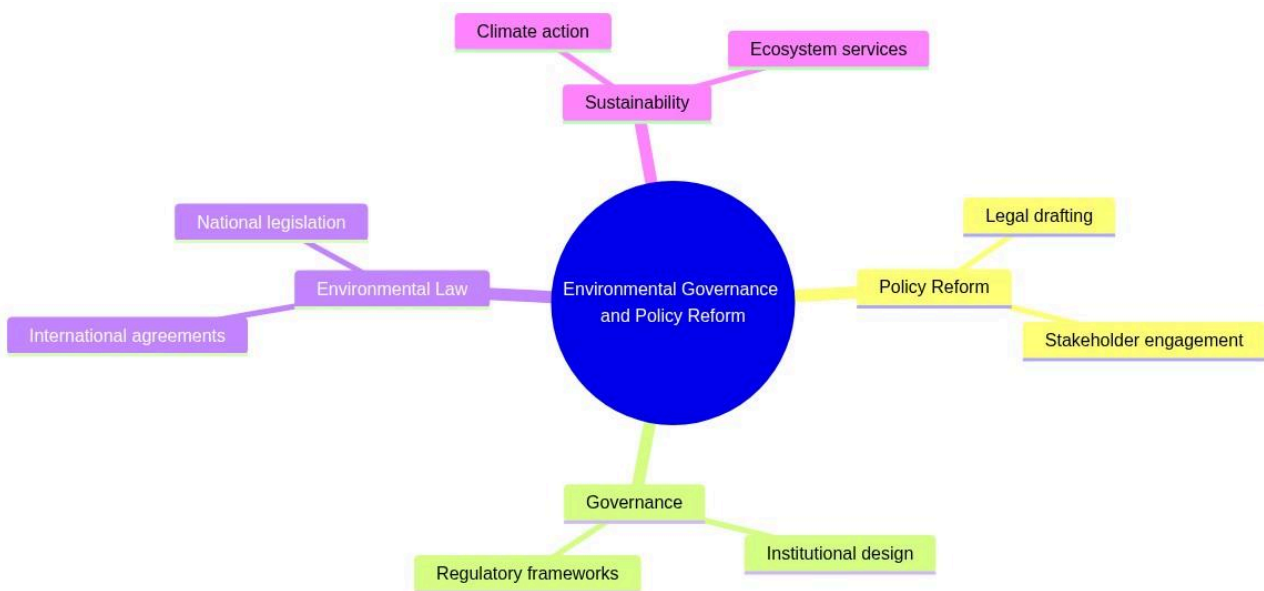 Climate action
Ecosystem services
Sustainability
National legislation
Environmental Law
International agreements
Environmental Governance
and Policy Reform
Legal drafting
Policy Reform
Stakeholder engagement
Governance
Regulatory frameworks
Institutional design